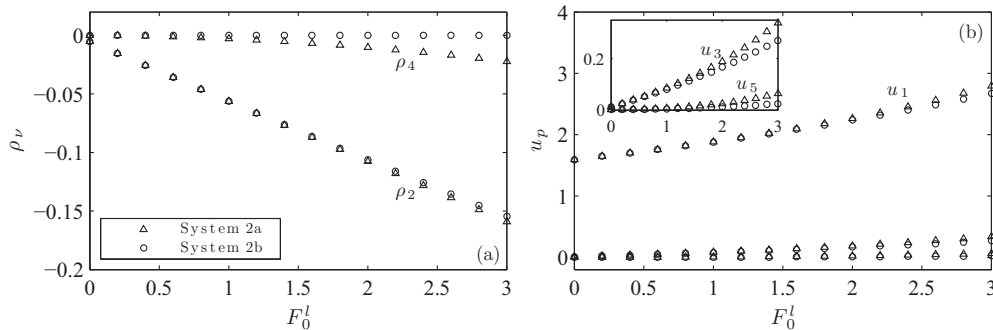 0
−0.05
−0.1
−0.15
−0.2
ρν
ρ4
ρ2
System 2a
System 2b
(a)
0 0.5 1 1.5 2 2.5 3
F0l
4
3
2
1
0
up
0.2
0
0 1 2 3
u3
u5
u1
(b)
0 0.5 1 1.5 2 2.5 3
F0l